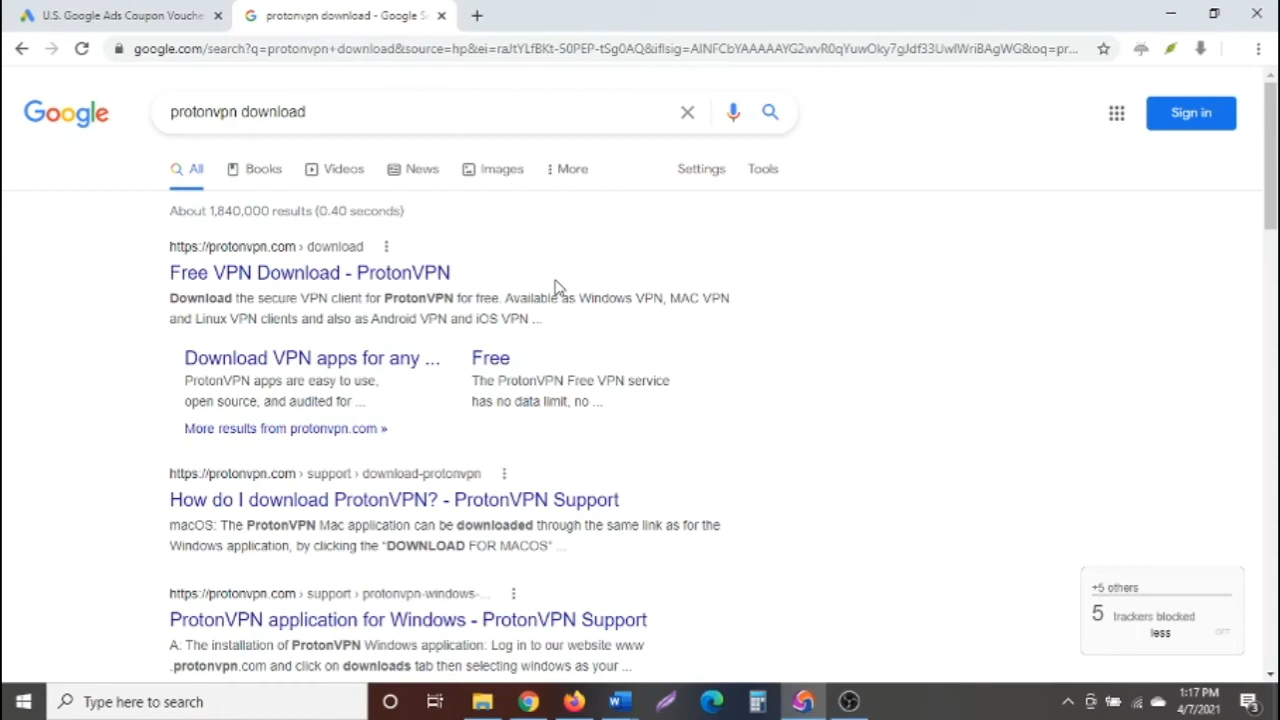 U.S. Google Ads Coupon Vouche
protonvpn download - Google Se
google.com/search?q=protonvpn+download&source=hp&ei=raJtYLfBKt-50PEP-tSg0AQ&iflsig=AINFCbYAAAAAYG2wvR0qYuwOky7gJdf33UwIWriBAgWG&oq=pr...
Google
protonvpn download
Sign in
All
Books
Videos
News
Images
More
Settings
Tools
About 1,840,000 results (0.40 seconds)
https://protonvpn.com › download
Free VPN Download - ProtonVPN
Download the secure VPN client for ProtonVPN for free. Available as Windows VPN, MAC VPN
and Linux VPN clients and also as Android VPN and iOS VPN ...
Download VPN apps for any ...
ProtonVPN apps are easy to use,
open source, and audited for ...
Free
The ProtonVPN Free VPN service
has no data limit, no ...
More results from protonvpn.com »
https://protonvpn.com › support › download-protonvpn
How do I download ProtonVPN? - ProtonVPN Support
macOS: The ProtonVPN Mac application can be downloaded through the same link as for the
Windows application, by clicking the “DOWNLOAD FOR MACOS” ...
https://protonvpn.com › support › protonvpn-windows-...
ProtonVPN application for Windows - ProtonVPN Support
A: The installation of ProtonVPN Windows application: Log in to our website www
.protonvpn.com and click on downloads tab then selecting windows as your ...
+5 others
5 trackers blocked
less
OFF
Type here to search
1:17 PM
4/7/2021
3